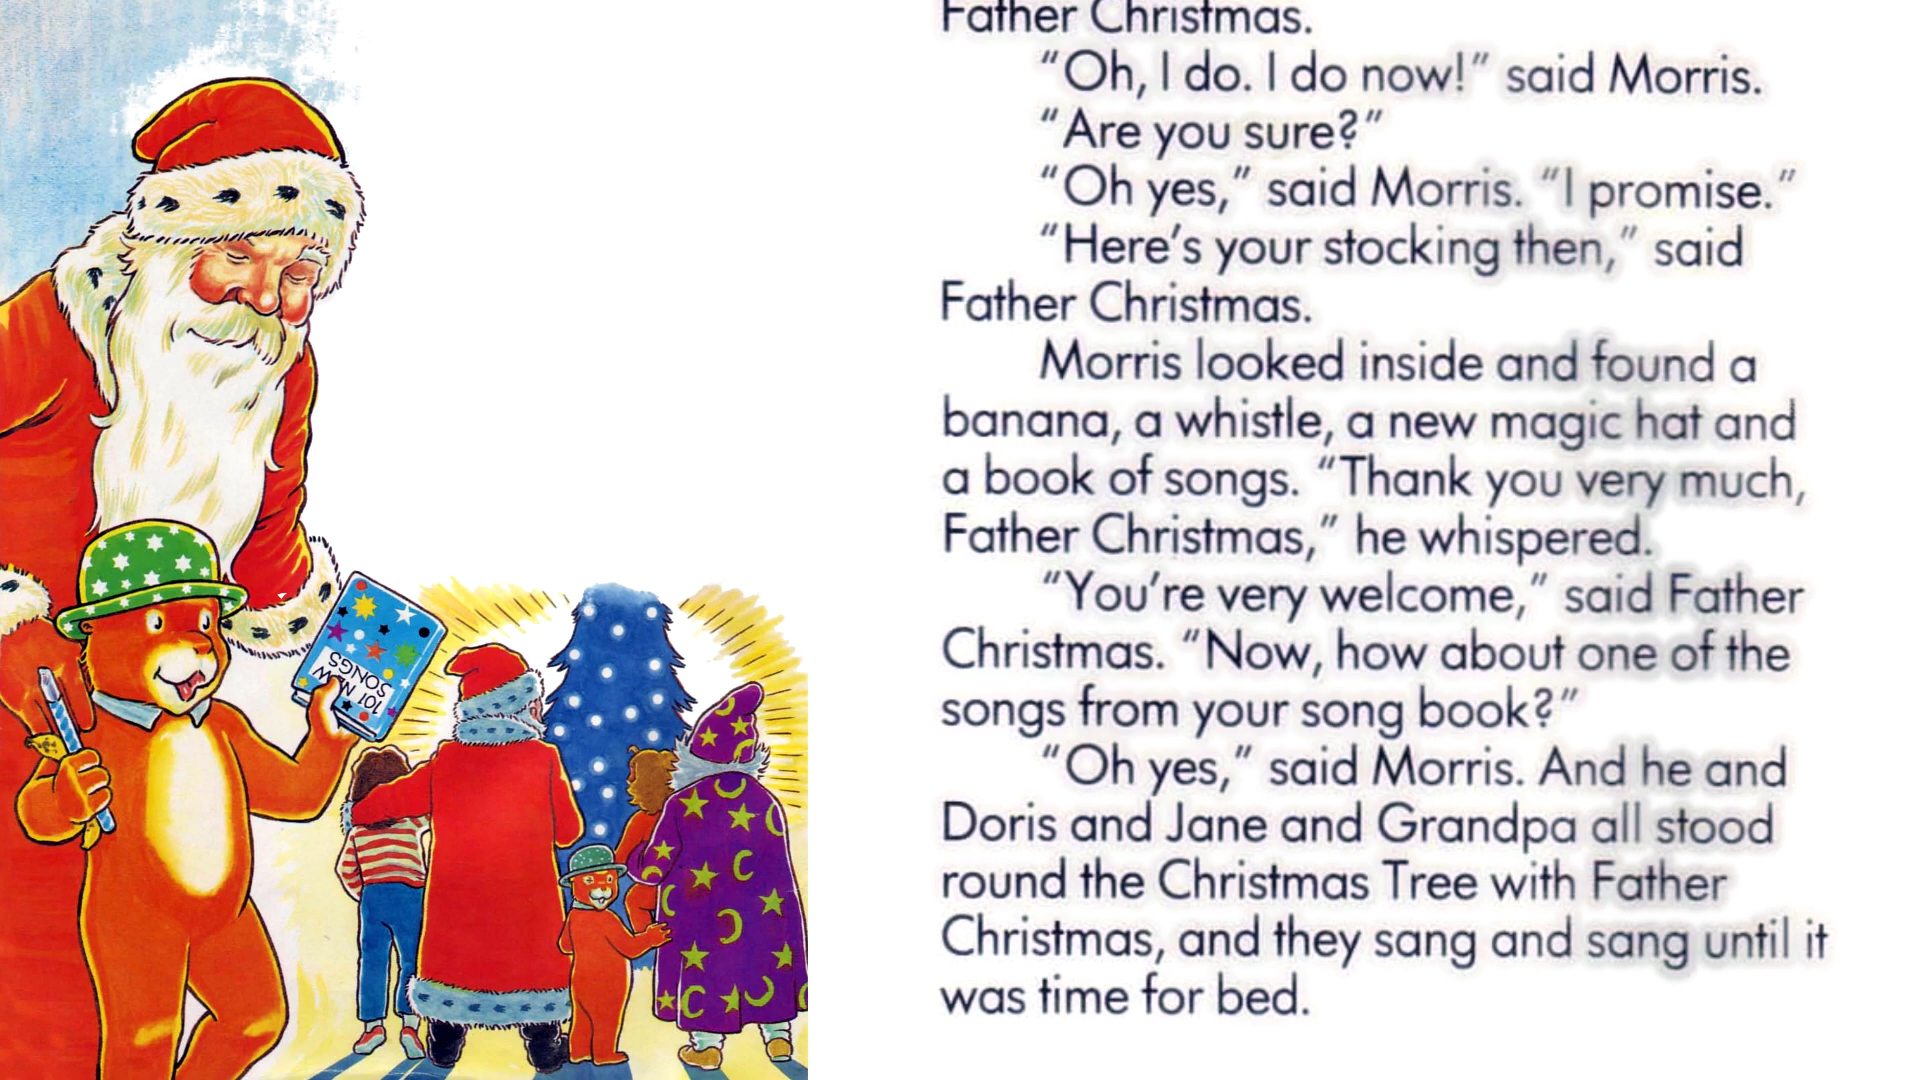 Father Christmas.
“Oh, I do. I do now!” said Morris.
“Are you sure?”
“Oh yes,” said Morris. “I promise.”
“Here’s your stocking then,” said
Father Christmas.
Morris looked inside and found a
banana, a whistle, a new magic hat and
a book of songs. “Thank you very much,
Father Christmas,” he whispered.
“You’re very welcome,” said Father
Christmas. “Now, how about one of the
songs from your song book?”
“Oh yes,” said Morris. And he and
Doris and Jane and Grandpa all stood
round the Christmas Tree with Father
Christmas, and they sang and sang until it
was time for bed.
101 NEW
SONGS